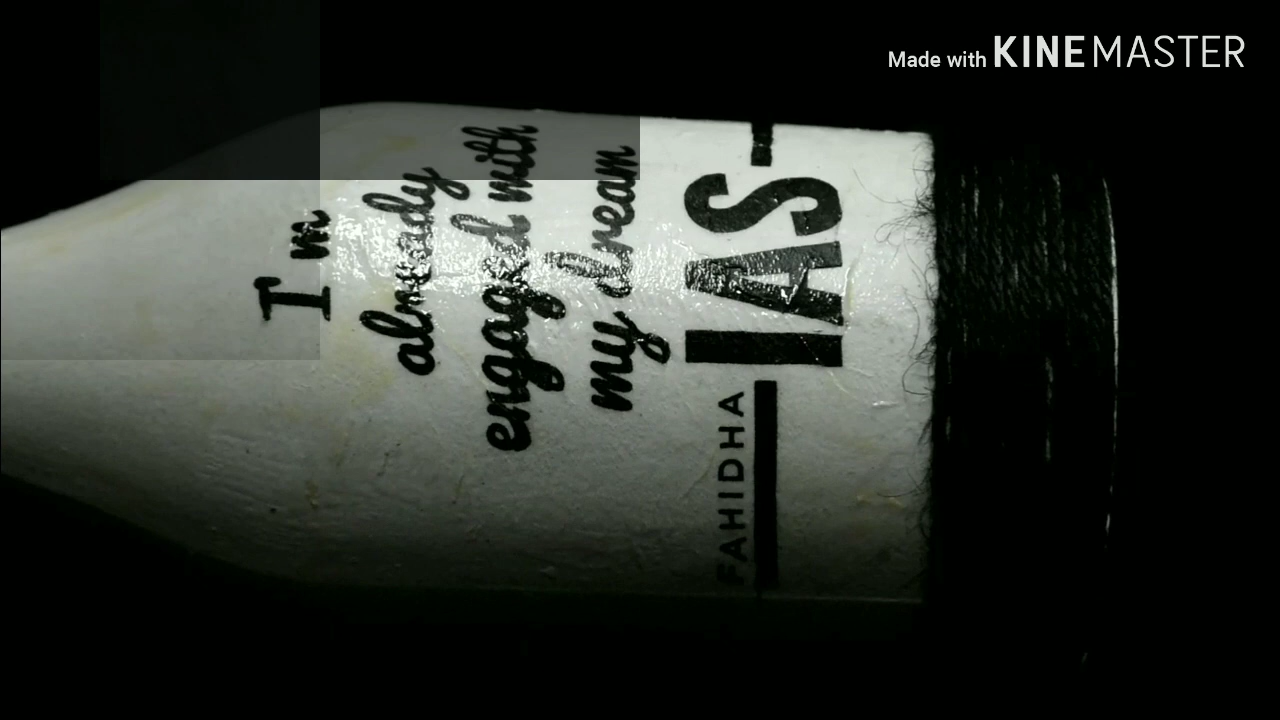 Made with KINEMASTER
I'm
already
engaged with
my dream
IAS
FAHIDHA